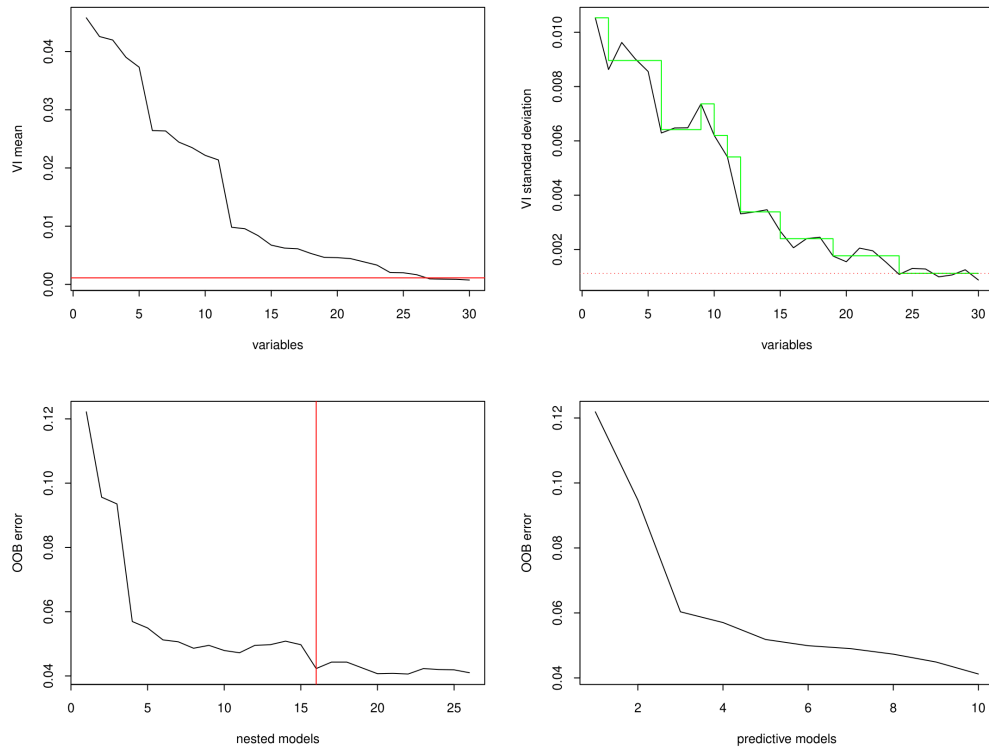 VI mean
0.00
0.01
0.02
0.03
0.04
0 5 10 15 20 25 30
variables
VI standard deviation
0.002
0.004
0.006
0.008
0.010
0 5 10 15 20 25 30
variables
OOB error
0.04
0.06
0.08
0.10
0.12
0 5 10 15 20 25
nested models
OOB error
0.04
0.06
0.08
0.10
0.12
2 4 6 8 10
predictive models